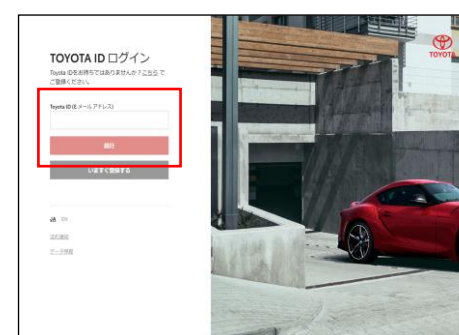 TOYOTA ID ログイン
Toyota IDをお持ちではありませんか？こちら で
ご登録ください。
Toyota ID (E メールアドレス)
続行
いますぐ登録する
JA EN
TOYOTA